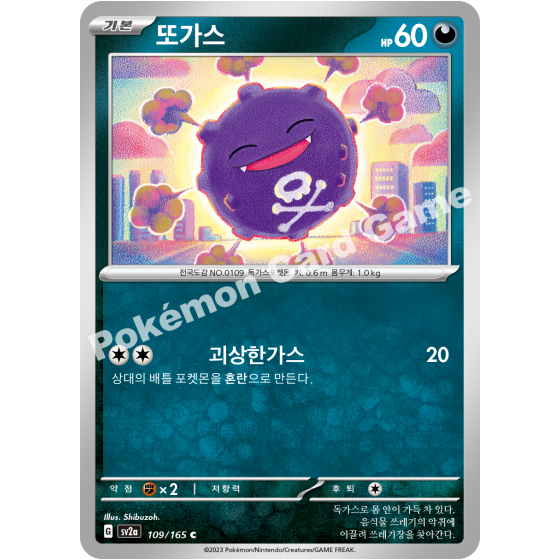 기본 또가스 HP 60
전국도감 NO.0109 독가스포켓몬 키: 0.6 m 몸무게: 1.0 kg
Pokémon Card Game
괴상한가스 20
상대의 배틀 포켓몬을 혼란으로 만든다.
약점 ×2 저항력 후퇴
Illus. Shibuzoh.
G sv2a 109/165 C
독가스로 몸 안이 가득 차 있다.
음식물 쓰레기의 악취에
이끌려 쓰레기장을 찾아간다.
©2023 Pokémon/Nintendo/Creatures/GAME FREAK.